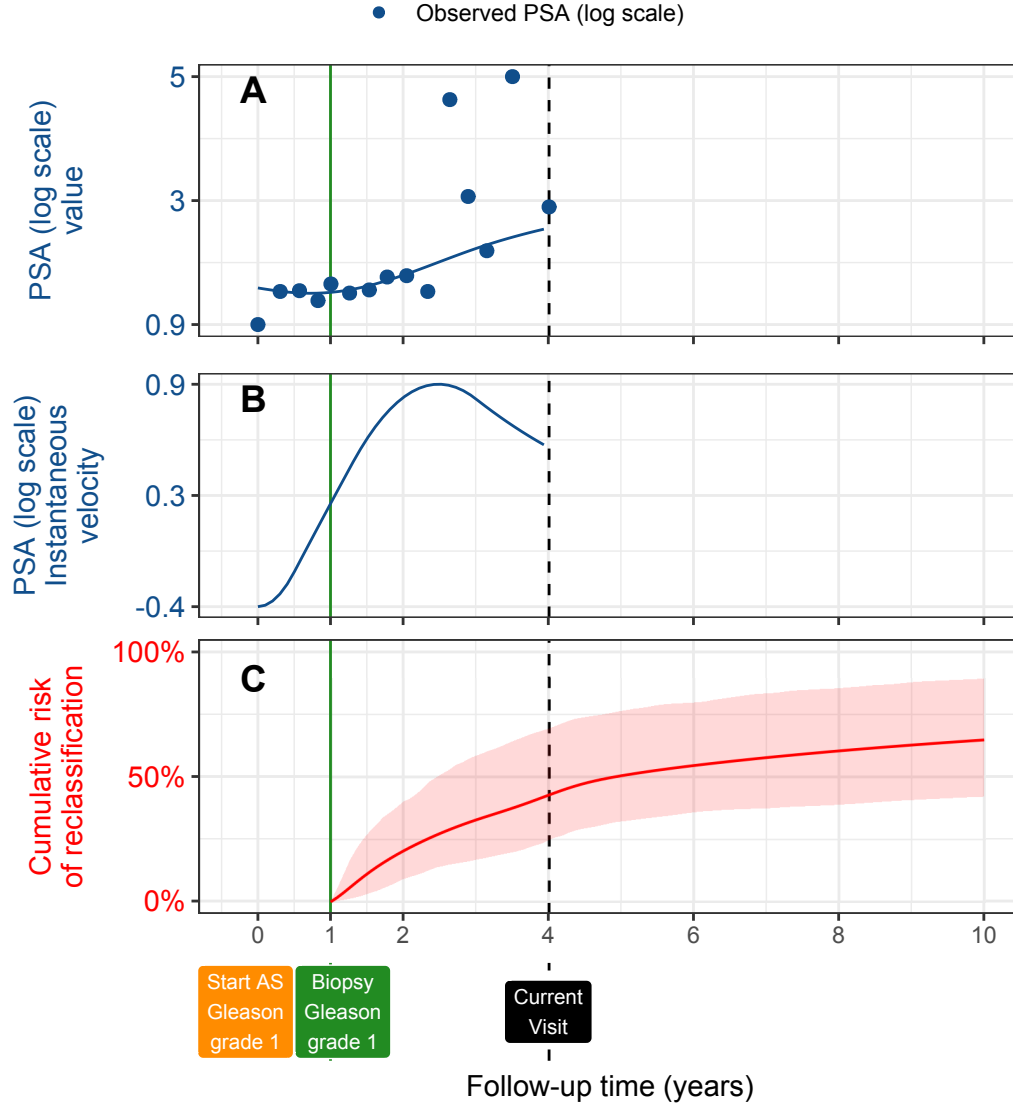 Observed PSA (log scale)
A
PSA (log scale)
value
5
3
0.9
B
PSA (log scale)
Instantaneous
velocity
0.9
0.3
-0.4
C
Cumulative risk
of reclassification
100%
50%
0%
0 1 2 4 6 8 10
Start AS
Gleason
grade 1
Biopsy
Gleason
grade 1
Current
Visit
Follow-up time (years)